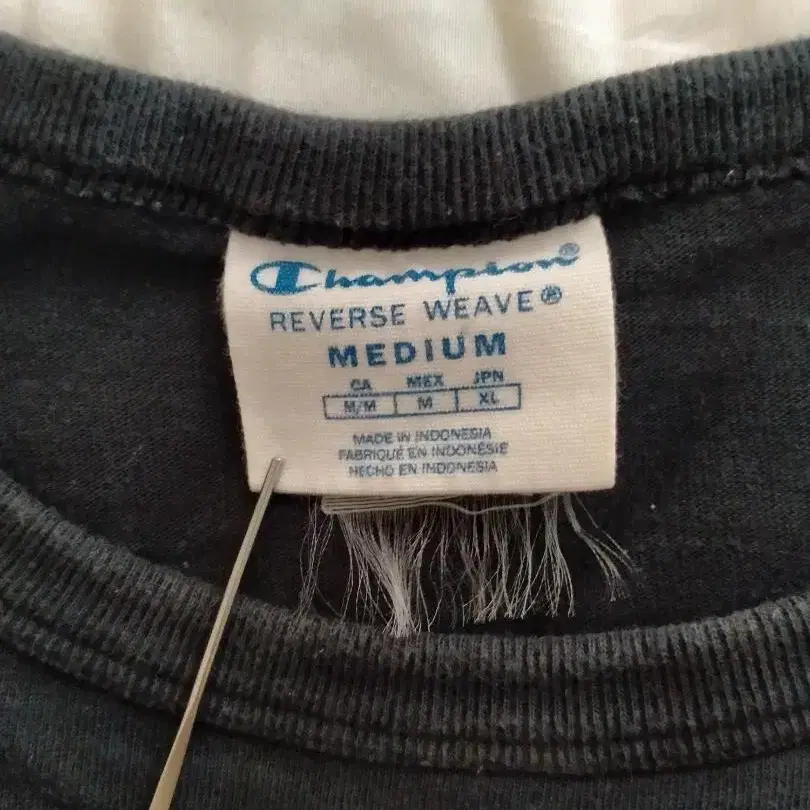 Champion®
REVERSE WEAVE®
MEDIUM
CA MEX JPN
M/M M XL
MADE IN INDONESIA
FABRIQUÉ EN INDONÉSIE
HECHO EN INDONESIA